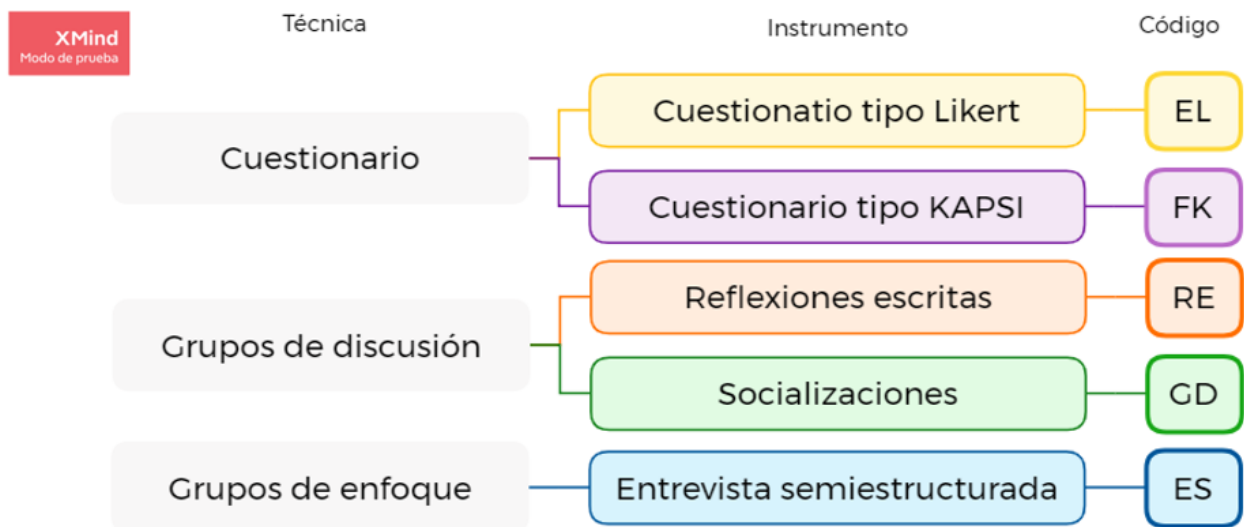 XMind
Modo de prueba
Técnica
Instrumento
Código
Cuestionario
Cuestionatio tipo Likert
EL
Cuestionario tipo KAPSI
FK
Grupos de discusión
Reflexiones escritas
RE
Socializaciones
GD
Grupos de enfoque
Entrevista semiestructurada
ES